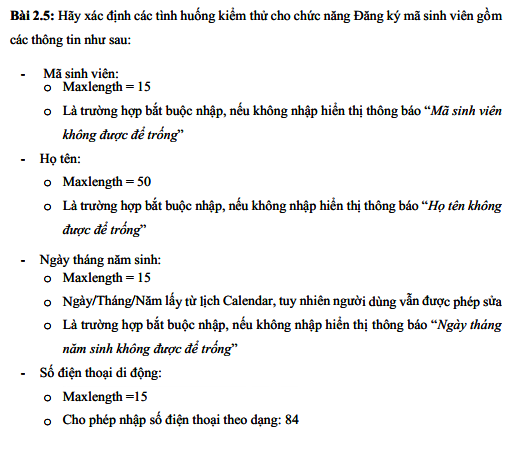 Bài 2.5: Hãy xác định các tình huống kiểm thử cho chức năng Đăng ký mã sinh viên gồm
các thông tin như sau:
- Mã sinh viên:
o Maxlength = 15
o Là trường hợp bắt buộc nhập, nếu không nhập hiển thị thông báo “Mã sinh viên
không được để trống”
- Họ tên:
o Maxlength = 50
o Là trường hợp bắt buộc nhập, nếu không nhập hiển thị thông báo “Họ tên không
được để trống”
- Ngày tháng năm sinh:
o Maxlength = 15
o Ngày/Tháng/Năm lấy từ lịch Calendar, tuy nhiên người dùng vẫn được phép sửa
o Là trường hợp bắt buộc nhập, nếu không nhập hiển thị thông báo “Ngày tháng
năm sinh không được để trống”
- Số điện thoại di động:
o Maxlength =15
o Cho phép nhập số điện thoại theo dạng: 84